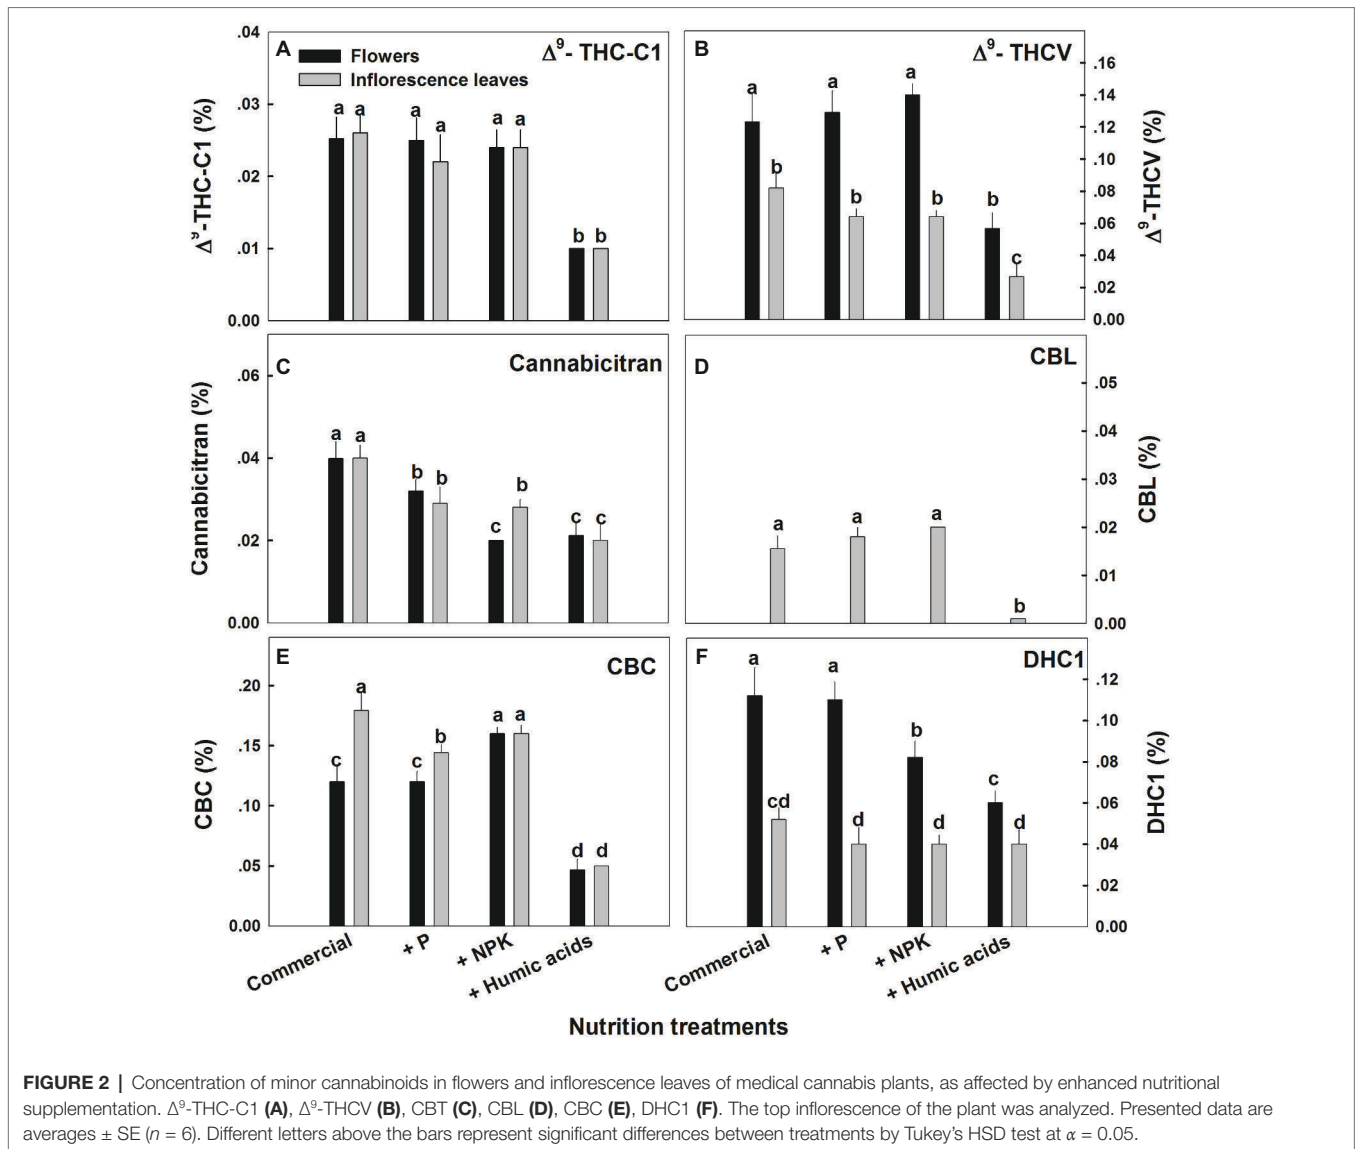 A
Flowers
Inflorescence leaves
Δ⁹- THC-C1
Δ⁹-THC-C1 (%)
.04
.03
.02
.01
0.00
a a a a a a b b
B
Δ⁹- THCV
Δ⁹-THCV (%)
.16
.14
.12
.10
.08
.06
.04
.02
.00
a b a b a b b c
C
Cannabicitran
Cannabicitran (%)
.06
.04
.02
0.00
a a b b c b c c
D
CBL
CBL (%)
.05
.04
.03
.02
.01
0.00
a a a b
E
CBC
CBC (%)
.20
.15
.10
.05
0.00
c a c b a a d d
Commercial
+ P
+ NPK
+ Humic acids
F
DHC1
DHC1 (%)
.12
.10
.08
.06
.04
.02
0.00
a cd a d b d c d
Commercial
+ P
+ NPK
+ Humic acids
Nutrition treatments
FIGURE 2 | Concentration of minor cannabinoids in flowers and inflorescence leaves of medical cannabis plants, as affected by enhanced nutritional
supplementation. Δ⁹-THC-C1 (A), Δ⁹-THCV (B), CBT (C), CBL (D), CBC (E), DHC1 (F). The top inflorescence of the plant was analyzed. Presented data are
averages ± SE (n = 6). Different letters above the bars represent significant differences between treatments by Tukey's HSD test at α = 0.05.